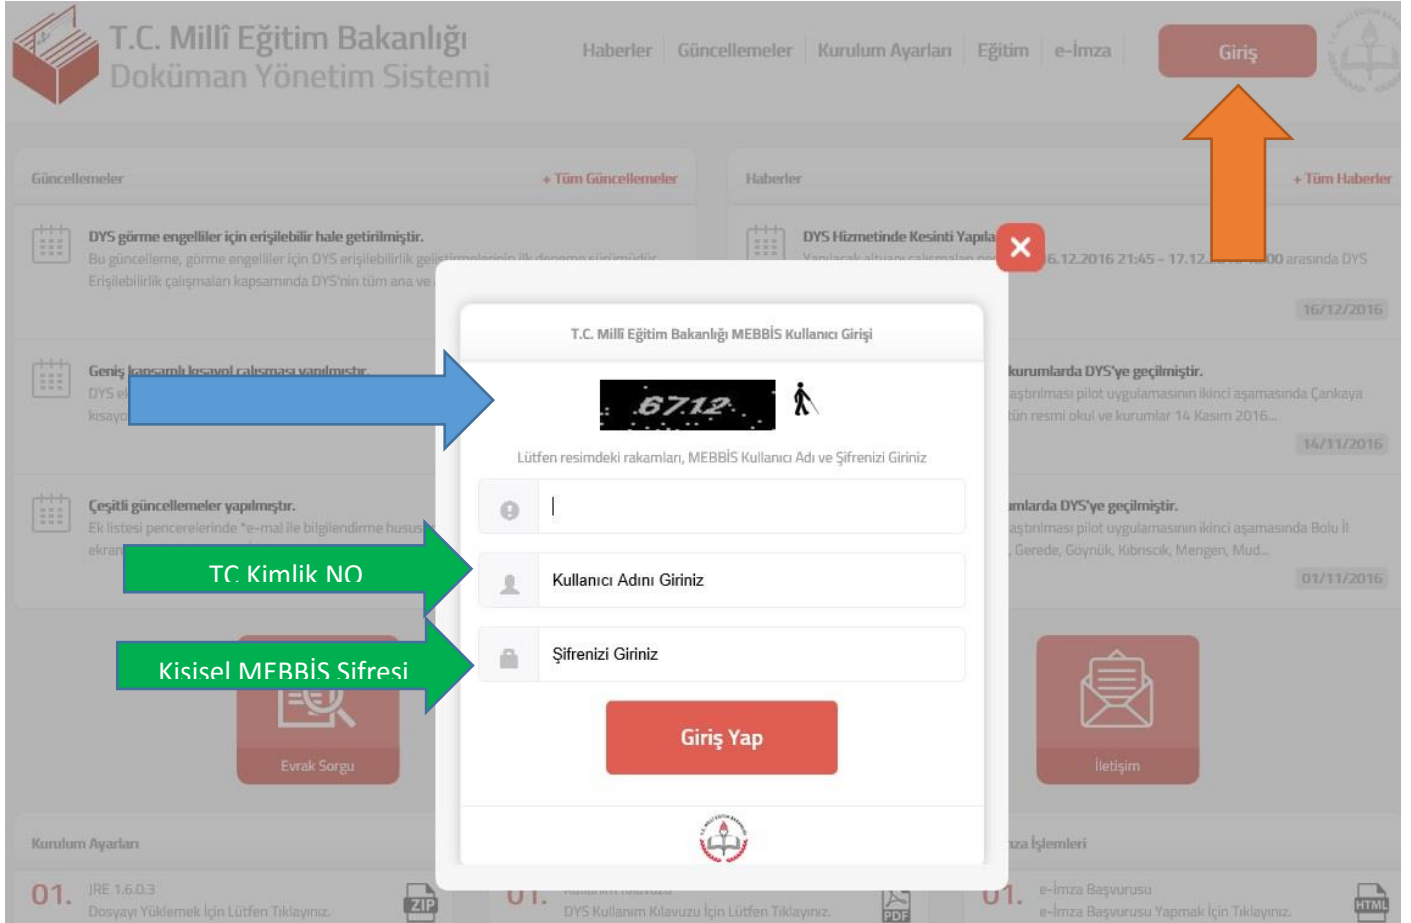 T.C. Millî Eğitim Bakanlığı
Doküman Yönetim Sistemi
Haberler Güncellemeler Kurulum Ayarları Eğitim e-İmza Giriş
Güncellemeler + Tüm Güncellemeler
Haberler + Tüm Haberler
DYS görme engelliler için erişilebilir hale getirilmiştir.
Bu güncelleme, görme engelliler için DYS erişilebilirlik geliştirmelerinin ilk deneme sürümüdür.
Erişilebilirlik çalışmaları kapsamında DYS'nin tüm ana ve
DYS Hizmetinde Kesinti
6.12.2016 21:45 - 17.12. arasında DYS
16/12/2016
Geniş kapsamlı kısayol çalışması yapılmıştır.
DYS
kurumlarda DYS'ye geçilmiştir.
pilot uygulamasının ikinci aşamasında Çankaya
resmi okul ve kurumlar 14 Kasım 2016...
14/11/2016
Çeşitli güncellemeler yapılmıştır.
Ek listesi pencerelerinde "e-mal ile bilgilendirme
DYS'ye geçilmiştir.
pilot uygulamasının ikinci aşamasında Bolu İl
, Gerede, Göynük, Kıbrıscık, Mengen, Mud...
01/11/2016
T.C. Millî Eğitim Bakanlığı MEBBİS Kullanıcı Girişi
6712
Lütfen resimdeki rakamları, MEBBİS Kullanıcı Adı ve Şifrenizi Giriniz
TC Kimlik NO
Kullanıcı Adını Giriniz
Kişisel MEBBİS Şifresi
Şifrenizi Giriniz
Giriş Yap
Evrak Sorgu
İletişim
Kurulum Ayarları
İşlemleri
01. JRE 1.6.0.3
Dosyayı Yüklemek İçin Lütfen Tıklayınız.
ZIP
01.
DYS Kullanım Kılavuzu İçin Lütfen Tıklayınız.
PDF
01. e-İmza Başvurusu
e-İmza Başvurusu Yapmak İçin Tıklayınız.
HTML